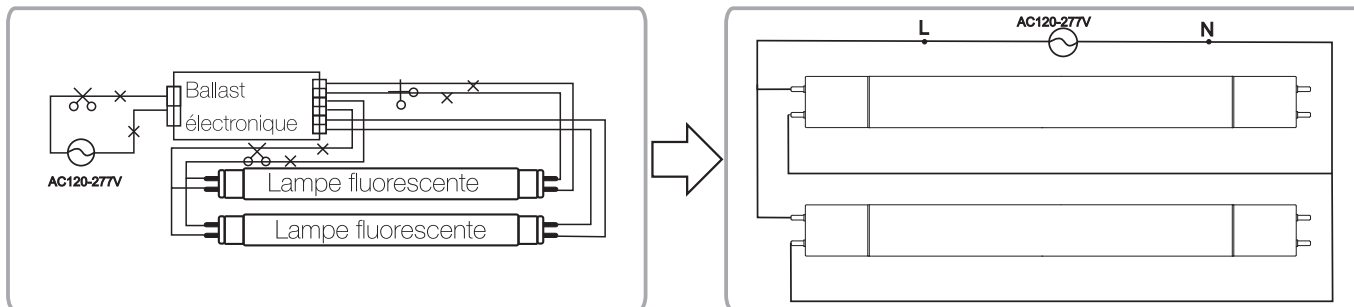 Ballast
électronique
AC120-277V
Lampe fluorescente
Lampe fluorescente
L
AC120-277V
N